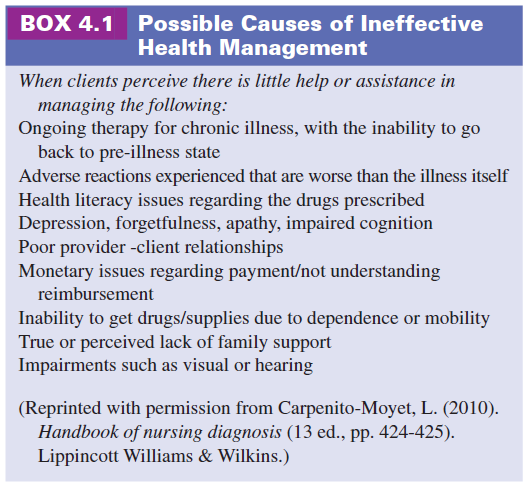 BOX 4.1 Possible Causes of Ineffective
Health Management
When clients perceive there is little help or assistance in
managing the following:
Ongoing therapy for chronic illness, with the inability to go
back to pre-illness state
Adverse reactions experienced that are worse than the illness itself
Health literacy issues regarding the drugs prescribed
Depression, forgetfulness, apathy, impaired cognition
Poor provider -client relationships
Monetary issues regarding payment/not understanding
reimbursement
Inability to get drugs/supplies due to dependence or mobility
True or perceived lack of family support
Impairments such as visual or hearing
(Reprinted with permission from Carpenito-Moyet, L. (2010).
Handbook of nursing diagnosis (13 ed., pp. 424-425).
Lippincott Williams & Wilkins.)